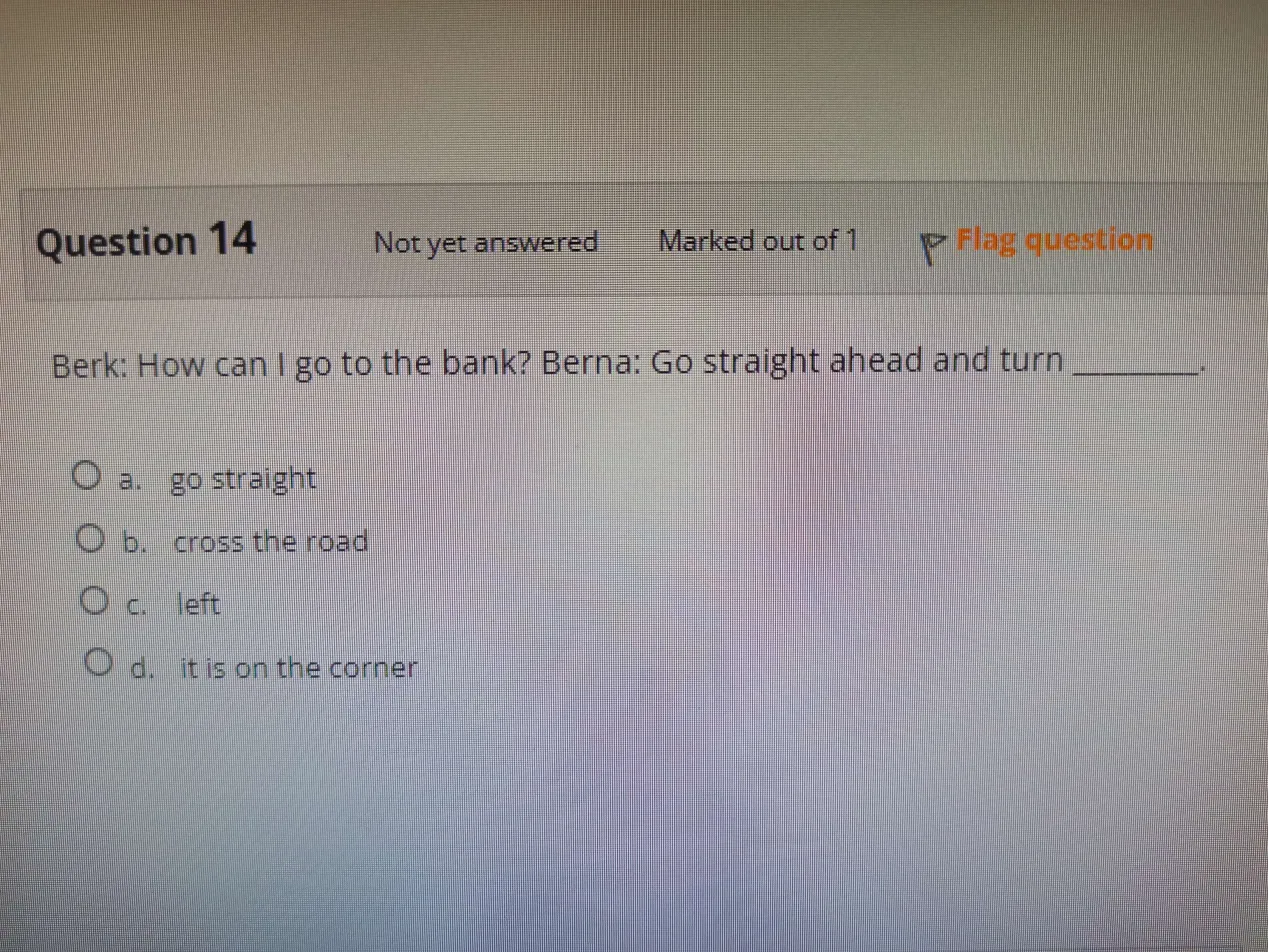 Question 14 Not yet answered Marked out of 1 Flag question
Berk: How can I go to the bank? Berna: Go straight ahead and turn ________.
a. go straight
b. cross the road
c. left
d. it is on the corner